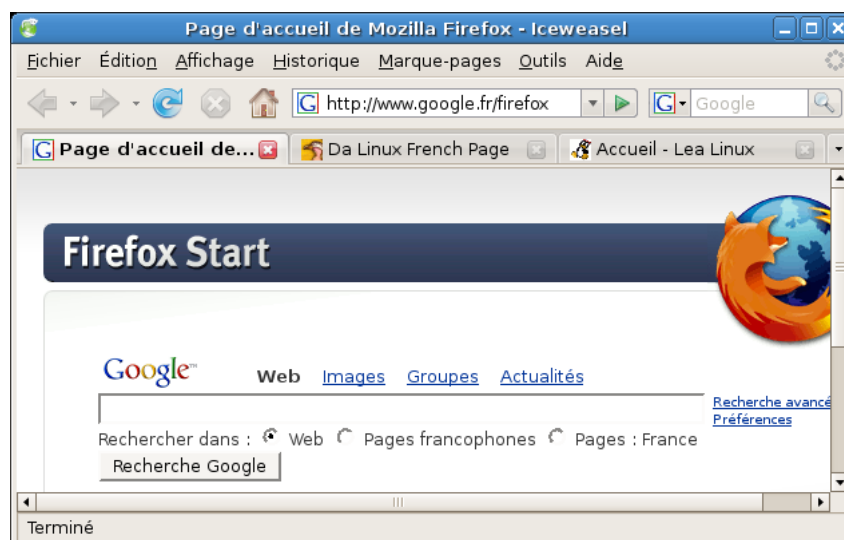 Page d'accueil de Mozilla Firefox - Iceweasel
Fichier Édition Affichage Historique Marque-pages Outils Aide
http://www.google.fr/firefox Google
Page d'accueil de... Da Linux French Page Accueil - Lea Linux
Firefox Start
Google™ Web Images Groupes Actualités
Recherche avancé
Préférences
Rechercher dans : Web Pages francophones Pages : France
Recherche Google
Terminé